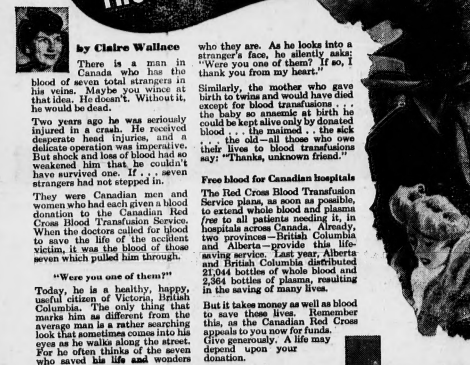 by Claire Wallace
There is a man in
Canada who has the
blood of seven total strangers in
his veins. Maybe you wince at
that idea. He doesn't. Without it,
he would be dead.
Two years ago he was seriously
injured in a crash. He received
desperate head injuries, and a
delicate operation was imperative.
But shock and loss of blood had so
weakened him that he couldn't
have survived one. If . . . seven
strangers had not stepped in.
They were Canadian men and
women who had each given a blood
donation to the Canadian Red
Cross Blood Transfusion Service.
When the doctors called for blood
to save the life of the accident
victim, it was the blood of those
seven which pulled him through.
"Were you one of them?"
Today, he is a healthy, happy,
useful citizen of Victoria, British
Columbia. The only thing that
marks him as different from the
average man is a rather searching
look that sometimes comes into his
eyes as he walks along the street.
For he often thinks of the seven
who saved his life and wonders
who they are. As he looks into a
stranger's face, he silently asks:
"Were you one of them? If so, I
thank you from my heart."
Similarly, the mother who gave
birth to twins and would have died
except for blood transfusions . . .
the baby so anaemic at birth he
could be kept alive only by donated
blood . . . the maimed . . the sick
. . . the old—all those who owe
their lives to blood transfusions
say: "Thanks, unknown friend."
Free blood for Canadian hospitals
The Red Cross Blood Transfusion
Service plans, as soon as possible,
to extend whole blood and plasma
free to all patients needing it, in
hospitals across Canada. Already,
two provinces—British Columbia
and Alberta—provide this life-
saving service. Last year, Alberta
and British Columbia distributed
21,044 bottles of whole blood and
2,364 bottles of plasma, resulting
in the saving of many lives.
But it takes money as well as blood
to save these lives. Remember
this, as the Canadian Red Cross
appeals to you now for funds.
Give generously. A life may
depend upon your
donation.